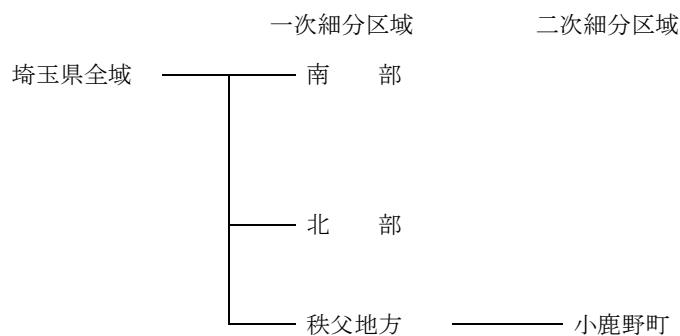 一次細分区域　二次細分区域
埼玉県全域　南　部
北　部
秩父地方　小鹿野町